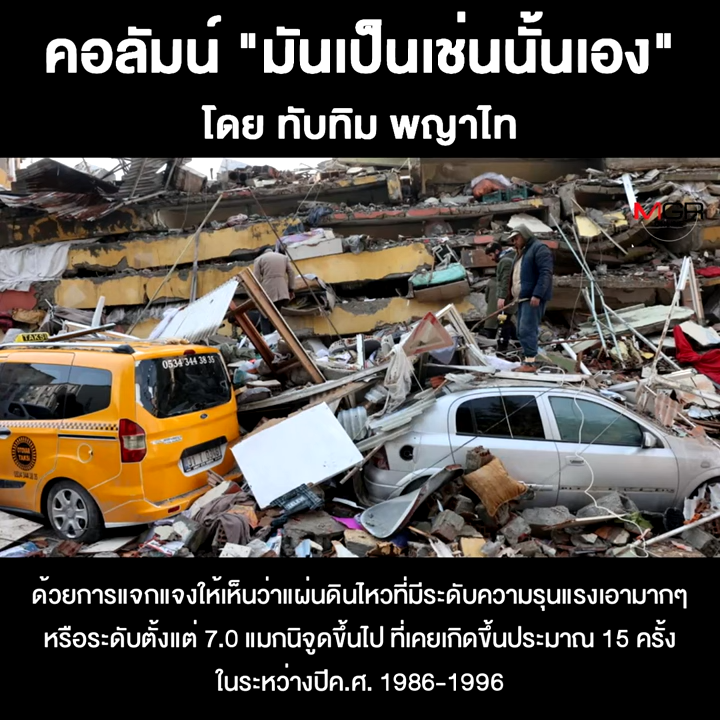 คอลัมน์ "มันเป็นเช่นนั้นเอง"
โดย ทับทิม พญาไท
MGR
TAKSİ
0534 344 38 35
ด้วยการแจกแจงให้เห็นว่าแผ่นดินไหวที่มีระดับความรุนแรงเอามากๆ
หรือระดับตั้งแต่ 7.0 แมกนิจูดขึ้นไป ที่เคยเกิดขึ้นประมาณ 15 ครั้ง
ในระหว่างปีค.ศ. 1986-1996